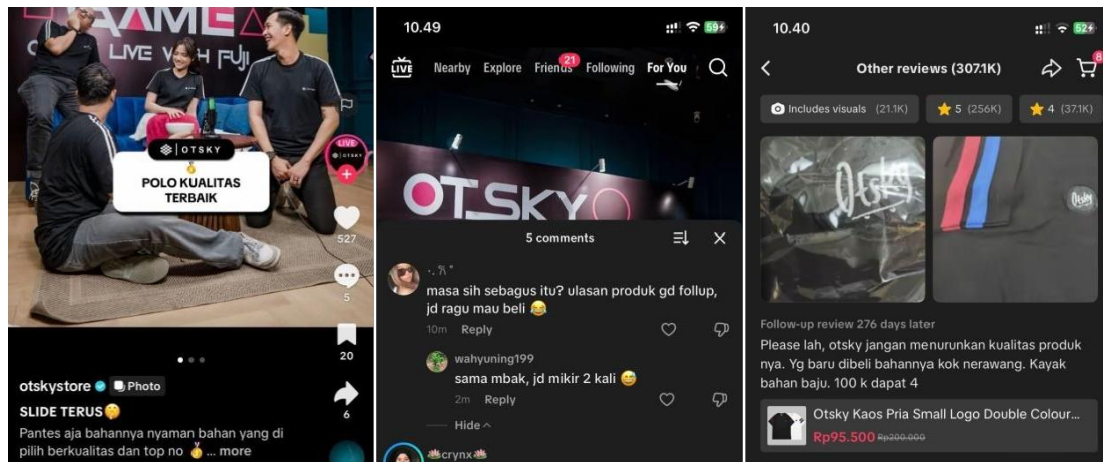 GAME
LIVE WITH FUJI
OTSKY
POLO KUALITAS
TERBAIK
LIVE
OTSKY
527
5
20
6
otskystore
Photo
SLIDE TERUS🤫
Pantes aja bahannya nyaman bahan yang di
pilih berkualitas dan top no 🥇... more
10.49
59
LIVE
Nearby Explore Friends 21 Following For You
OTSKY
5 comments
masa sih sebagus itu? ulasan produk gd follup,
jd ragu mau beli 😂
10m Reply
wahyuning199
sama mbak, jd mikir 2 kali 😅
2m Reply
Hide
crynx
10.40
52
Other reviews (307.1K)
8
Includes visuals (21.1K)
5 (256K)
4 (37.1K)
Otsky
Otsky
Follow-up review 276 days later
Please lah, otsky jangan menurunkan kualitas produk
nya. Yg baru dibeli bahannya kok nerawang. Kayak
bahan baju. 100 k dapat 4
Otsky Kaos Pria Small Logo Double Colour...
Rp95.500 Rp200.000